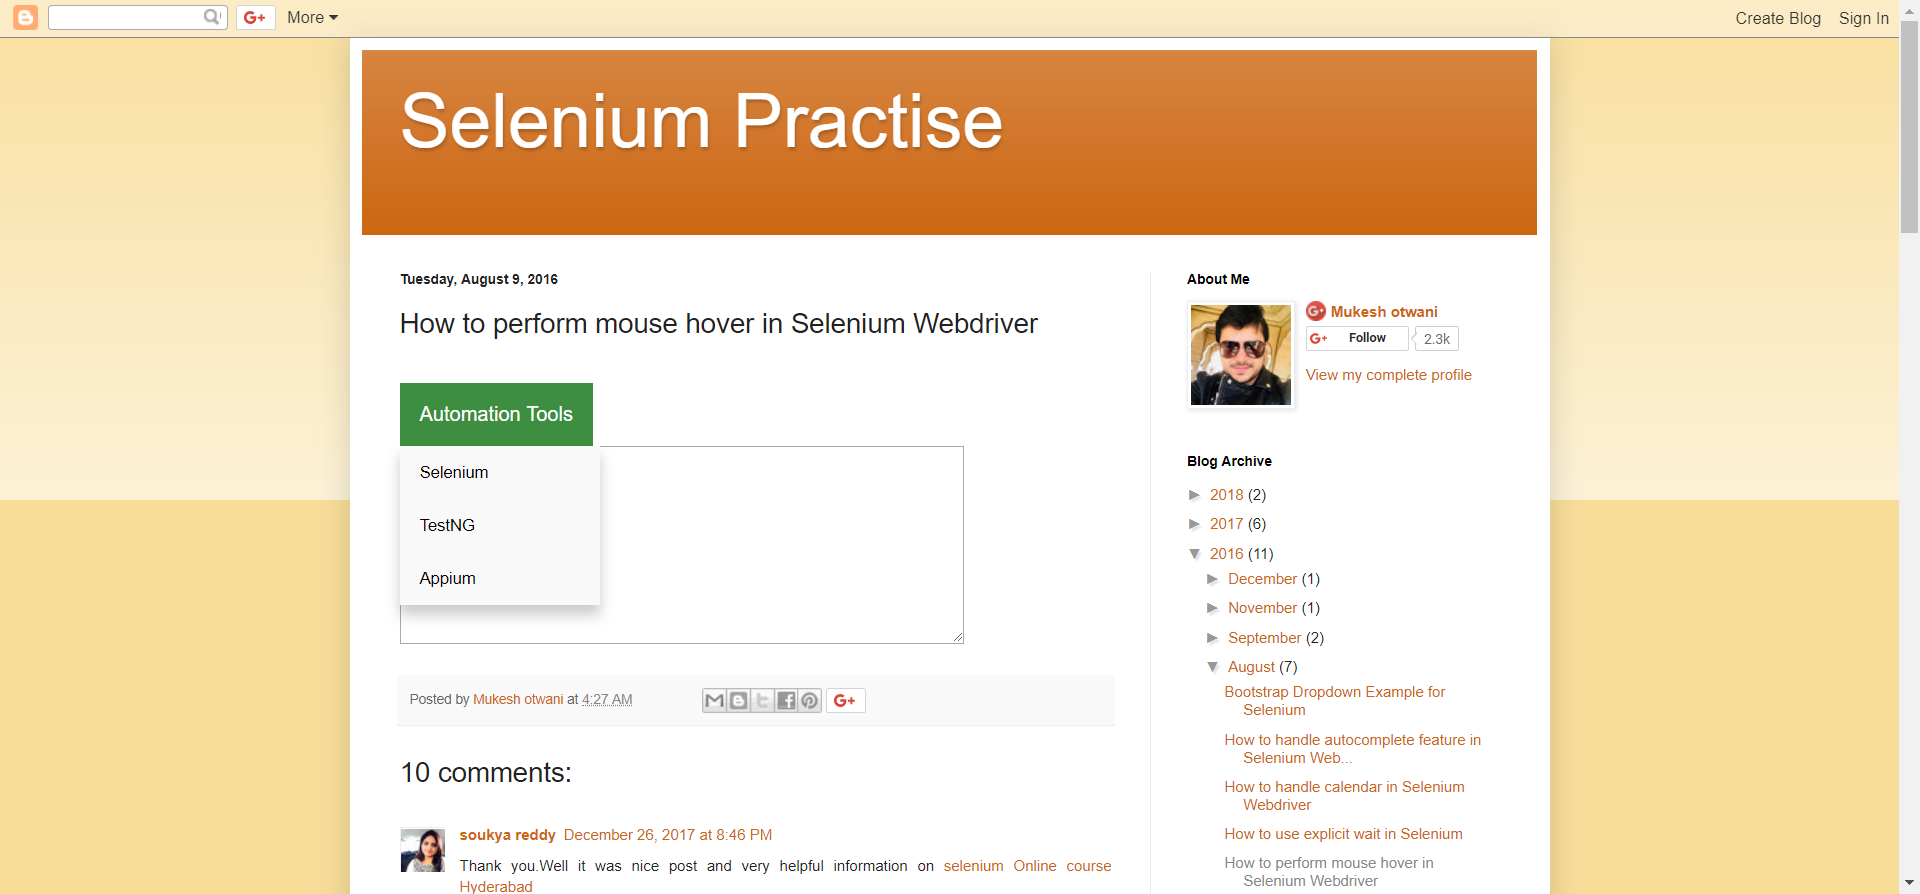 More
Create Blog Sign In
Selenium Practise
Tuesday, August 9, 2016
How to perform mouse hover in Selenium Webdriver
Automation Tools
Selenium
TestNG
Appium
Posted by Mukesh otwani at 4:27 AM
G+
10 comments:
soukya reddy December 26, 2017 at 8:46 PM
Thank you.Well it was nice post and very helpful information on selenium Online course
Hyderabad
About Me
Mukesh otwani
G+ Follow 2.3k
View my complete profile
Blog Archive
► 2018 (2)
► 2017 (6)
▼ 2016 (11)
► December (1)
► November (1)
► September (2)
▼ August (7)
Bootstrap Dropdown Example for
Selenium
How to handle autocomplete feature in
Selenium Web...
How to handle calendar in Selenium
Webdriver
How to use explicit wait in Selenium
How to perform mouse hover in
Selenium Webdriver